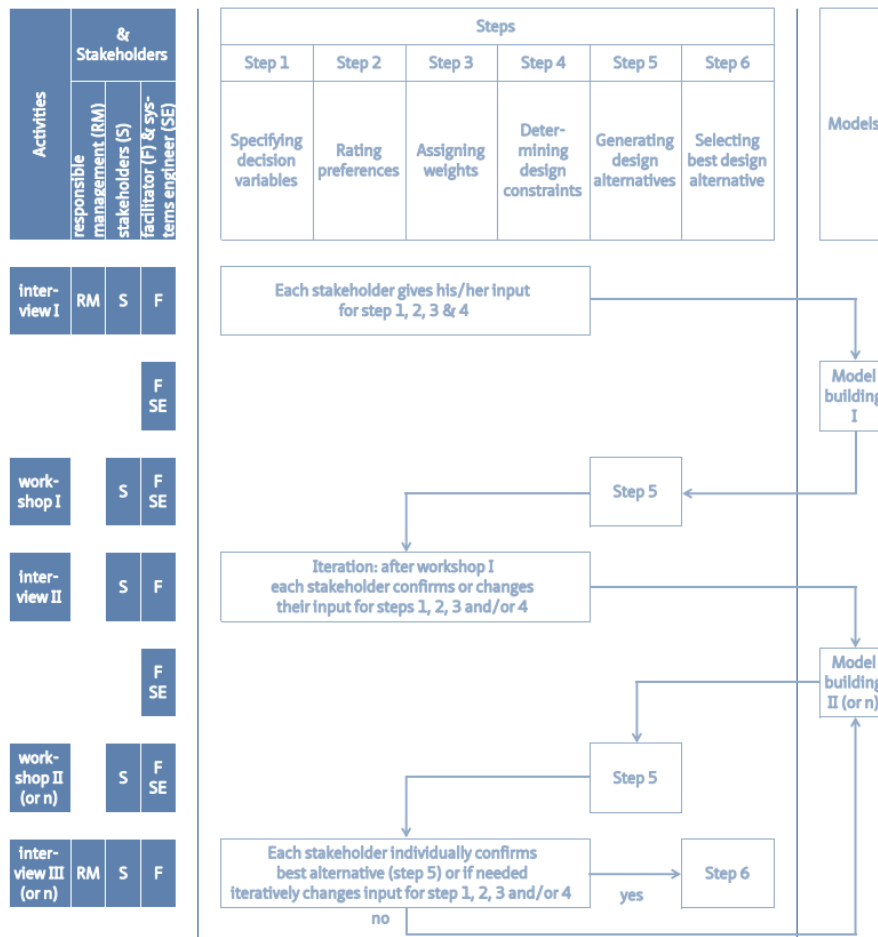 Activities
&
Stakeholders
responsible
management (RM)
stakeholders (S)
facilitator (F) & sys-
tems engineer (SE)
Steps
Step 1
Step 2
Step 3
Step 4
Step 5
Step 6
Specifying
decision
variables
Rating
preferences
Assigning
weights
Deter-
mining
design
constraints
Generating
design
alternatives
Selecting
best design
alternative
Models
inter-
view I
RM
S
F
Each stakeholder gives his/her input
for step 1, 2, 3 & 4
F
SE
Model
building
I
work-
shop I
S
F
SE
Step 5
inter-
view II
S
F
Iteration: after workshop I
each stakeholder confirms or changes
their input for steps 1, 2, 3 and/or 4
F
SE
Model
building
II (or n)
work-
shop II
(or n)
S
F
SE
Step 5
inter-
view III
(or n)
RM
S
F
Each stakeholder individually confirms
best alternative (step 5) or if needed
iteratively changes input for step 1, 2, 3 and/or 4
yes
Step 6
no